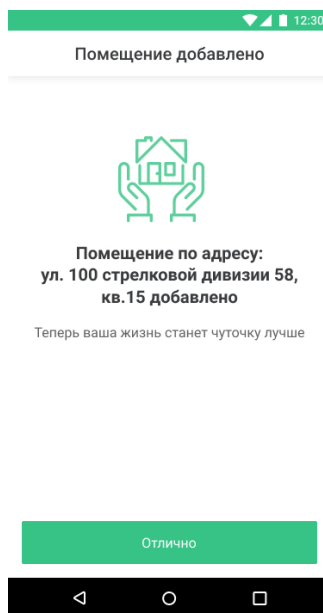 12:30
Помещение добавлено
Помещение по адресу:
ул. 100 стрелковой дивизии 58,
кв.15 добавлено
Теперь ваша жизнь станет чуточку лучше
Отлично